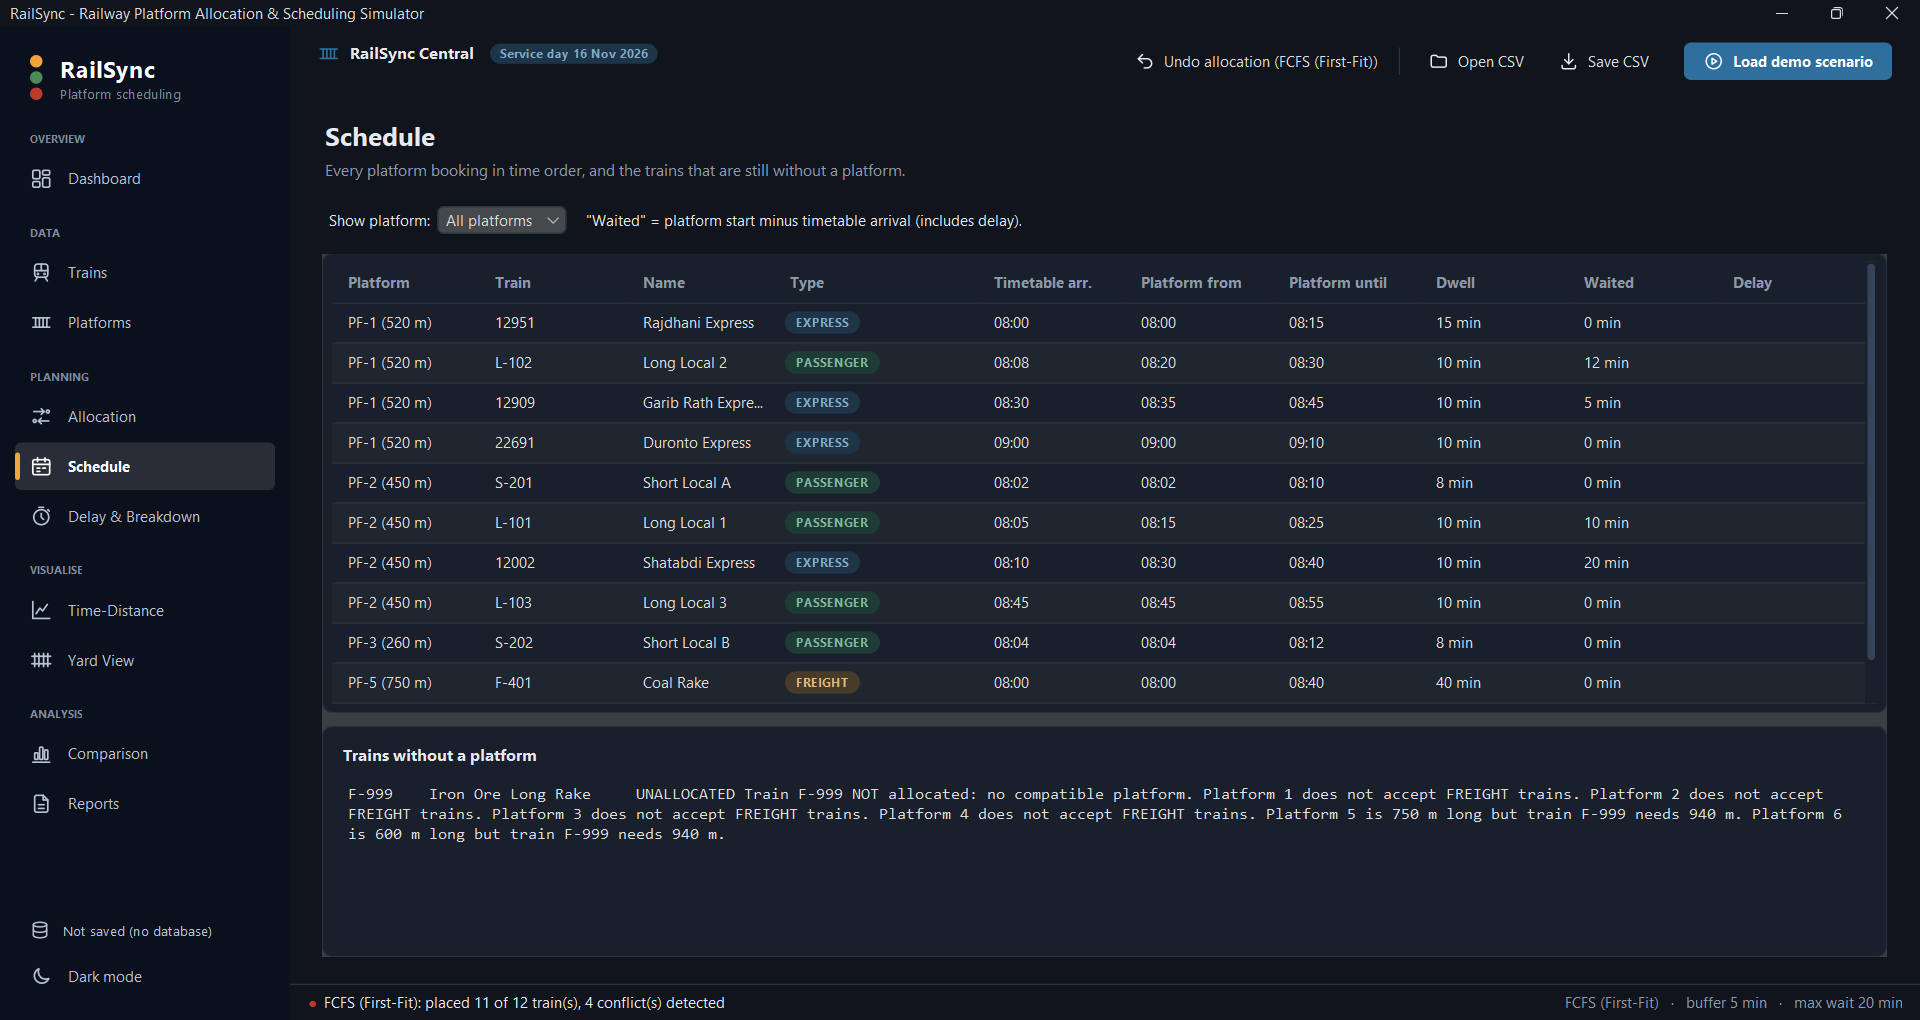 RailSync - Railway Platform Allocation & Scheduling Simulator
RailSync
Platform scheduling
OVERVIEW
Dashboard
DATA
Trains
Platforms
PLANNING
Allocation
Schedule
Delay & Breakdown
VISUALISE
Time-Distance
Yard View
ANALYSIS
Comparison
Reports
Not saved (no database)
Dark mode
RailSync Central Service day 16 Nov 2026
Undo allocation (FCFS (First-Fit)) Open CSV Save CSV Load demo scenario
Schedule
Every platform booking in time order, and the trains that are still without a platform.
Show platform: All platforms "Waited" = platform start minus timetable arrival (includes delay).
Platform Train Name Type Timetable arr. Platform from Platform until Dwell Waited Delay
PF-1 (520 m) 12951 Rajdhani Express EXPRESS 08:00 08:00 08:15 15 min 0 min
PF-1 (520 m) L-102 Long Local 2 PASSENGER 08:08 08:20 08:30 10 min 12 min
PF-1 (520 m) 12909 Garib Rath Expre... EXPRESS 08:30 08:35 08:45 10 min 5 min
PF-1 (520 m) 22691 Duronto Express EXPRESS 09:00 09:00 09:10 10 min 0 min
PF-2 (450 m) S-201 Short Local A PASSENGER 08:02 08:02 08:10 8 min 0 min
PF-2 (450 m) L-101 Long Local 1 PASSENGER 08:05 08:15 08:25 10 min 10 min
PF-2 (450 m) 12002 Shatabdi Express EXPRESS 08:10 08:30 08:40 10 min 20 min
PF-2 (450 m) L-103 Long Local 3 PASSENGER 08:45 08:45 08:55 10 min 0 min
PF-3 (260 m) S-202 Short Local B PASSENGER 08:04 08:04 08:12 8 min 0 min
PF-5 (750 m) F-401 Coal Rake FREIGHT 08:00 08:00 08:40 40 min 0 min
Trains without a platform
F-999 Iron Ore Long Rake UNALLOCATED Train F-999 NOT allocated: no compatible platform. Platform 1 does not accept FREIGHT trains. Platform 2 does not accept
FREIGHT trains. Platform 3 does not accept FREIGHT trains. Platform 4 does not accept FREIGHT trains. Platform 5 is 750 m long but train F-999 needs 940 m. Platform 6
is 600 m long but train F-999 needs 940 m.
FCFS (First-Fit): placed 11 of 12 train(s), 4 conflict(s) detected
FCFS (First-Fit) · buffer 5 min · max wait 20 min